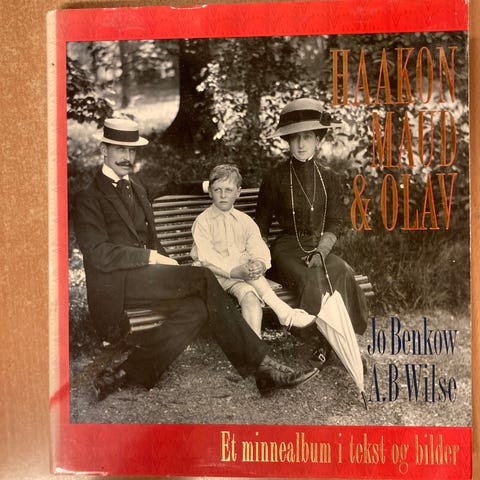 HAAKON
MAUD
& OLAV
Jo Benkow
A.B Wilse
Et minnealbum i tekst og bilder